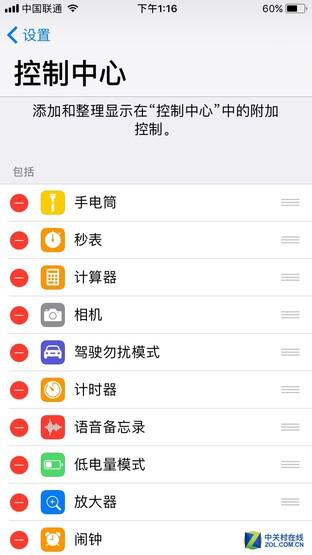 中国联通 下午1:16 60%
设置
控制中心
添加和整理显示在“控制中心”中的附加
控制。
包括
手电筒
秒表
计算器
相机
驾驶勿扰模式
计时器
语音备忘录
低电量模式
放大器
闹钟
中关村在线
ZOL.COM.CN